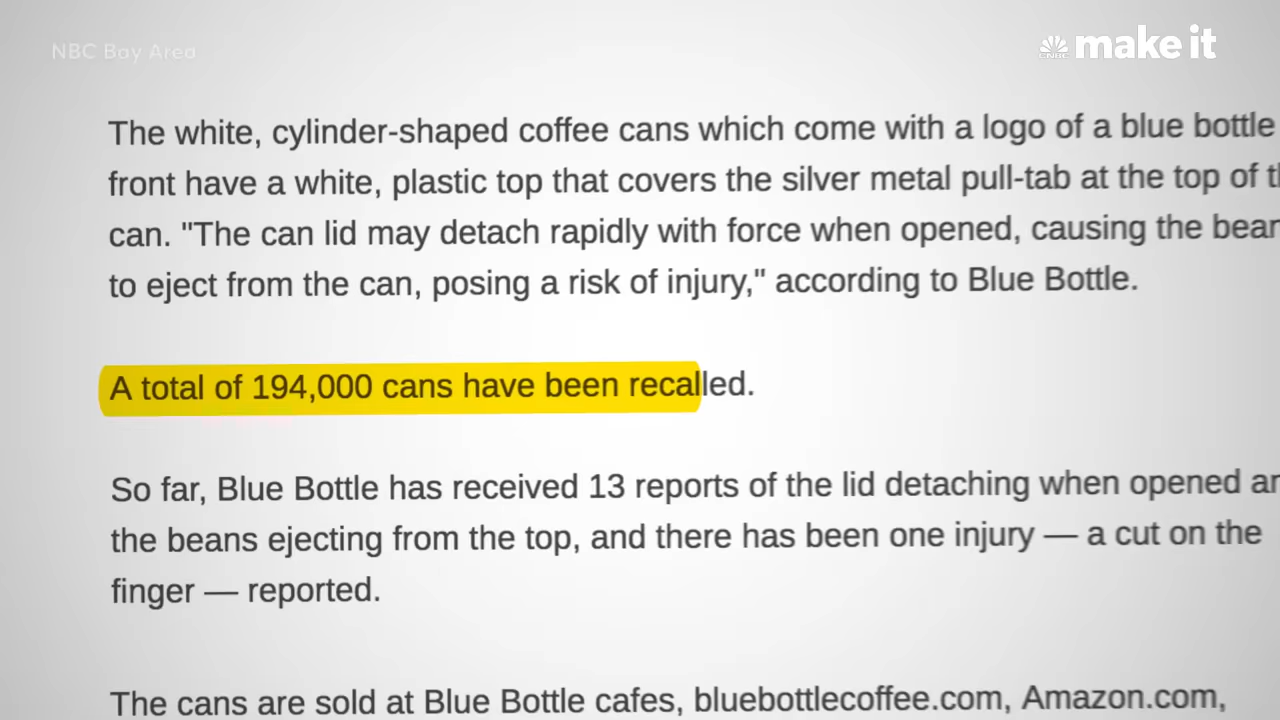 NBC Bay Area
CNBC make it
The white, cylinder-shaped coffee cans which come with a logo of a blue bottle
front have a white, plastic top that covers the silver metal pull-tab at the top of
can. "The can lid may detach rapidly with force when opened, causing the
to eject from the can, posing a risk of injury," according to Blue Bottle.
A total of 194,000 cans have been recalled.
So far, Blue Bottle has received 13 reports of the lid detaching when opened
the beans ejecting from the top, and there has been one injury — a cut on the
finger — reported.
The cans are sold at Blue Bottle cafes, bluebottlecoffee.com, Amazon.com,